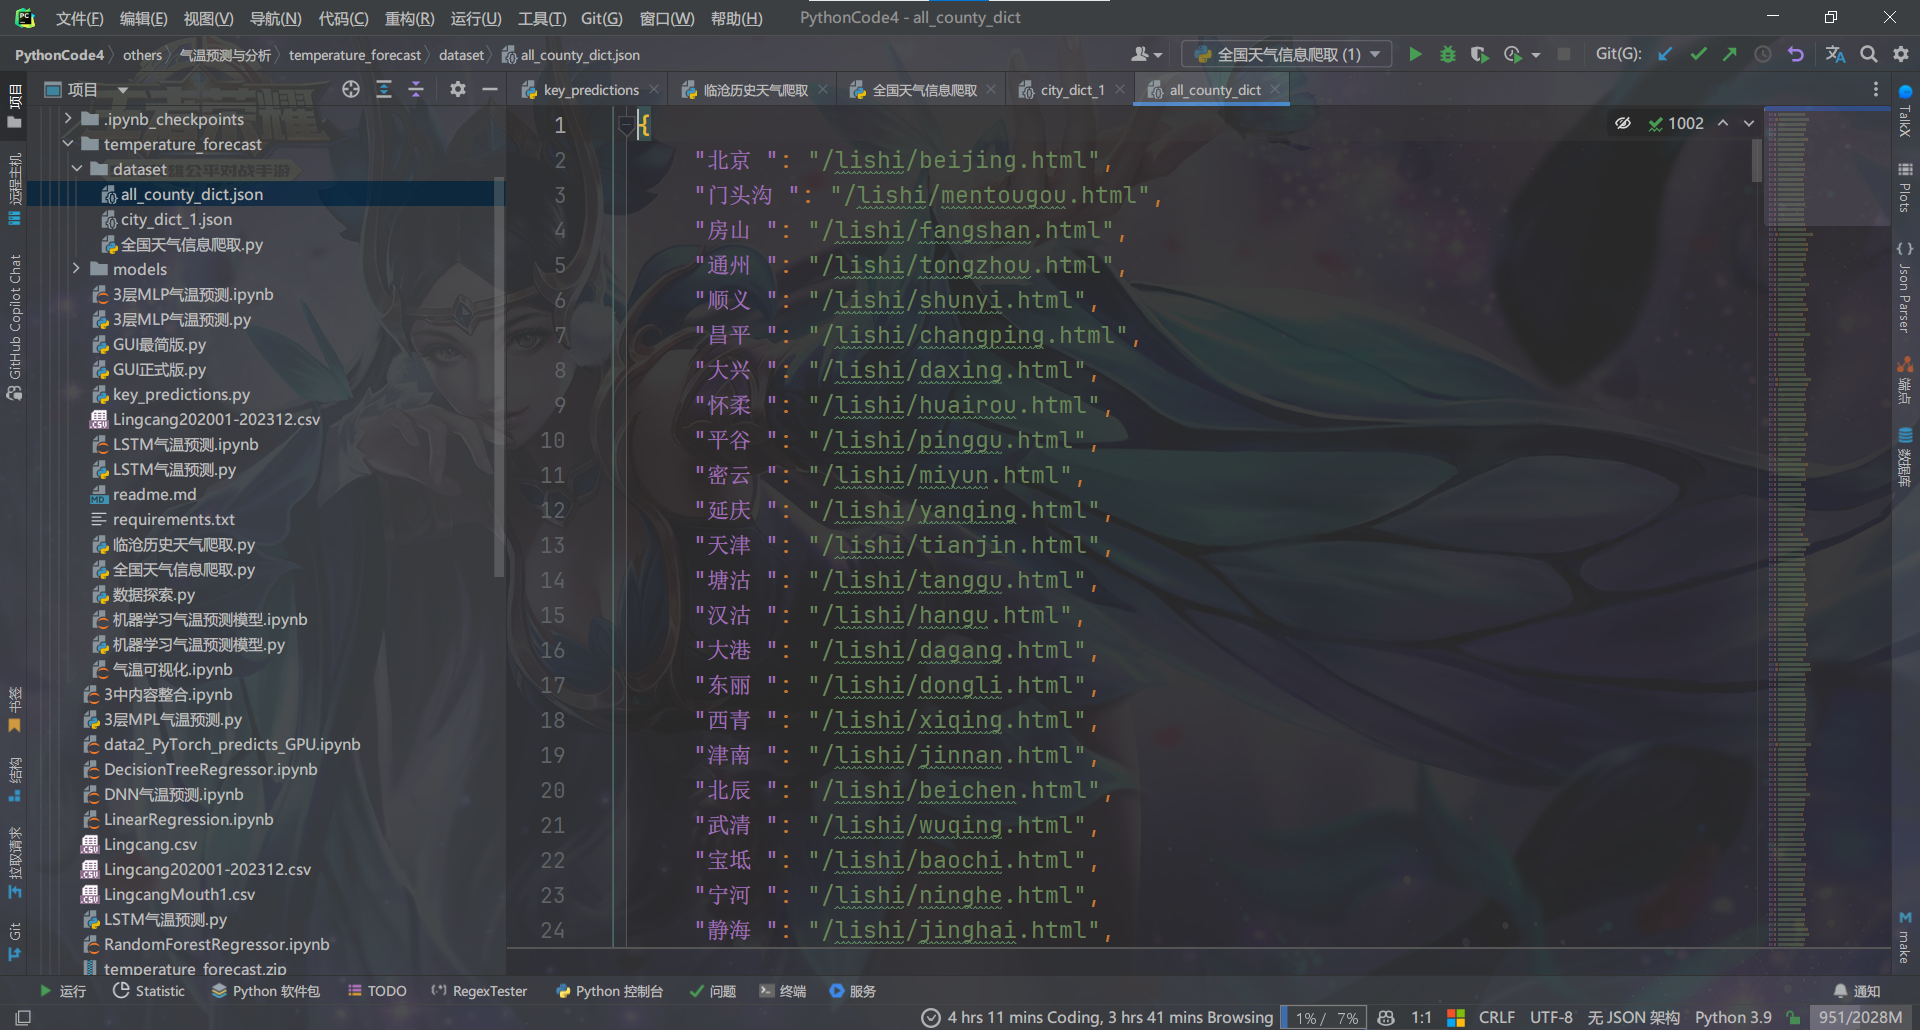 文件(F) 编辑(E) 视图(V) 导航(N) 代码(C) 重构(R) 运行(U) 工具(T) Git(G) 窗口(W) 帮助(H) PythonCode4 - all_county_dict
PythonCode4 others 气温预测与分析 temperature_forecast dataset all_county_dict.json 全国天气信息爬取 (1) Git(G):
项目 key_predictions 临沧历史天气爬取 全国天气信息爬取 city_dict_1 all_county_dict
项目
远程主机
GitHub Copilot Chat
书签
结构
拉取请求
Git
.ipynb_checkpoints
temperature_forecast
dataset
all_county_dict.json
city_dict_1.json
全国天气信息爬取.py
models
3层MLP气温预测.ipynb
3层MLP气温预测.py
GUI最简版.py
GUI正式版.py
key_predictions.py
Lingcang202001-202312.csv
LSTM气温预测.ipynb
LSTM气温预测.py
readme.md
requirements.txt
临沧历史天气爬取.py
全国天气信息爬取.py
数据探索.py
机器学习气温预测模型.ipynb
机器学习气温预测模型.py
气温可视化.ipynb
3中内容整合.ipynb
3层MPL气温预测.py
data2_PyTorch_predicts_GPU.ipynb
DecisionTreeRegressor.ipynb
DNN气温预测.ipynb
LinearRegression.ipynb
Lingcang.csv
Lingcang202001-202312.csv
LingcangMouth1.csv
LSTM气温预测.py
RandomForestRegressor.ipynb
temperature_forecast.zip
1 {
2 "北京 ": "/lishi/beijing.html",
3 "门头沟 ": "/lishi/mentougou.html",
4 "房山 ": "/lishi/fangshan.html",
5 "通州 ": "/lishi/tongzhou.html",
6 "顺义 ": "/lishi/shunyi.html",
7 "昌平 ": "/lishi/changping.html",
8 "大兴 ": "/lishi/daxing.html",
9 "怀柔 ": "/lishi/huairou.html",
10 "平谷 ": "/lishi/pinggu.html",
11 "密云 ": "/lishi/miyun.html",
12 "延庆 ": "/lishi/yanqing.html",
13 "天津 ": "/lishi/tianjin.html",
14 "塘沽 ": "/lishi/tanggu.html",
15 "汉沽 ": "/lishi/hangu.html",
16 "大港 ": "/lishi/dagang.html",
17 "东丽 ": "/lishi/dongli.html",
18 "西青 ": "/lishi/xiqing.html",
19 "津南 ": "/lishi/jinnan.html",
20 "北辰 ": "/lishi/beichen.html",
21 "武清 ": "/lishi/wuqing.html",
22 "宝坻 ": "/lishi/baochi.html",
23 "宁河 ": "/lishi/ninghe.html",
24 "静海 ": "/lishi/jinghai.html",
1002
TalkX
Plots
Json Parser
端点
数据库
make
运行 Statistic Python 软件包 TODO RegexTester Python 控制台 问题 终端 服务 通知
4 hrs 11 mins Coding, 3 hrs 41 mins Browsing 1% / 7% 1:1 CRLF UTF-8 无 JSON 架构 Python 3.9 951/2028M